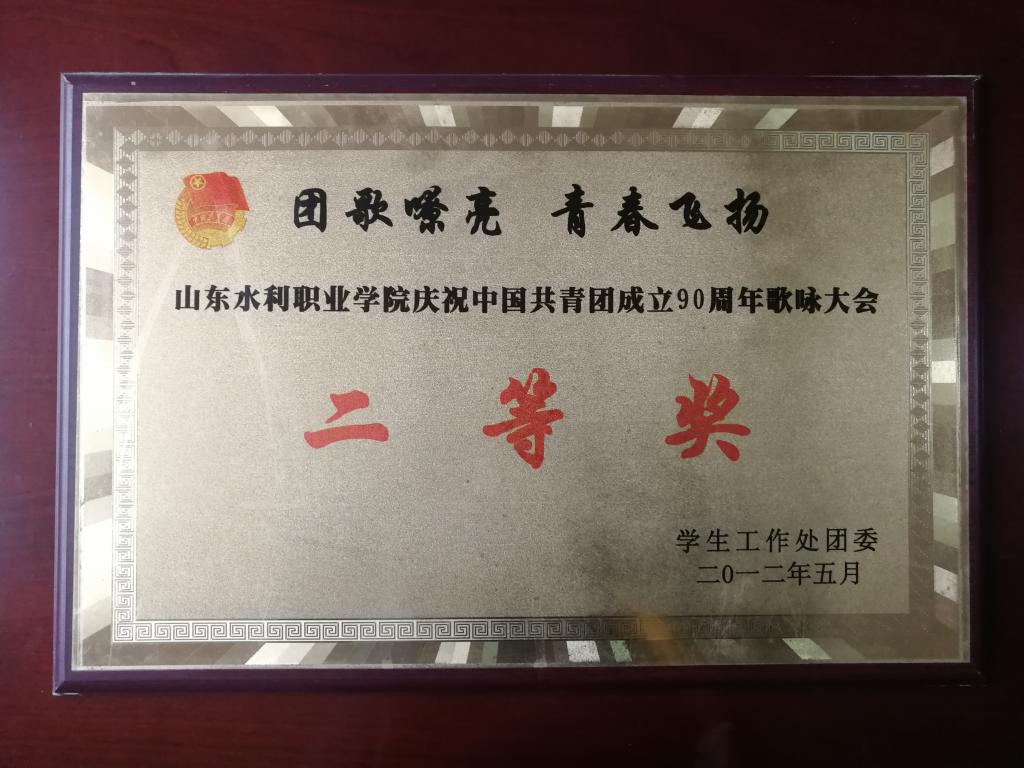 团歌嘹亮 青春飞扬
山东水利职业学院庆祝中国共青团成立90周年歌咏大会
二等奖
学生工作处团委
二0一二年五月